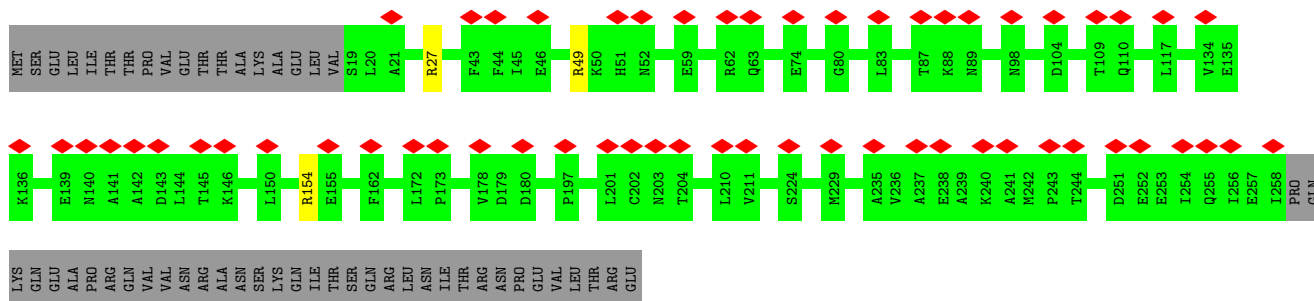 MET SER GLU LEU ILE THR THR PRO VAL GLU THR THR ALA LYS ALA GLU LEU VAL S19 L20 A21 R27 F43 F44 I45 E46 R49 K50 H51 N52 E59 R62 Q63 E74 G80 L83 T87 K88 N89 N98 D104 T109 Q110 L117 V134 E135
K136 E139 N140 A141 A142 D143 L144 T145 K146 L150 R154 E155 F162 L172 P173 V178 D179 D180 P197 L201 C202 N203 T204 L210 V211 S224 M229 A235 V236 A237 E238 A239 K240 A241 M242 P243 T244 D251 E252 E253 I254 Q255 I256 E257 I258 PRO GLN
LYS GLN GLU ALA PRO ARG GLN VAL VAL ASN ARG ALA ASN SER LYS GLN ILE THR SER GLN ARG LEU ASN ILE THR ARG ASN PRO GLU VAL LEU THR ARG GLU